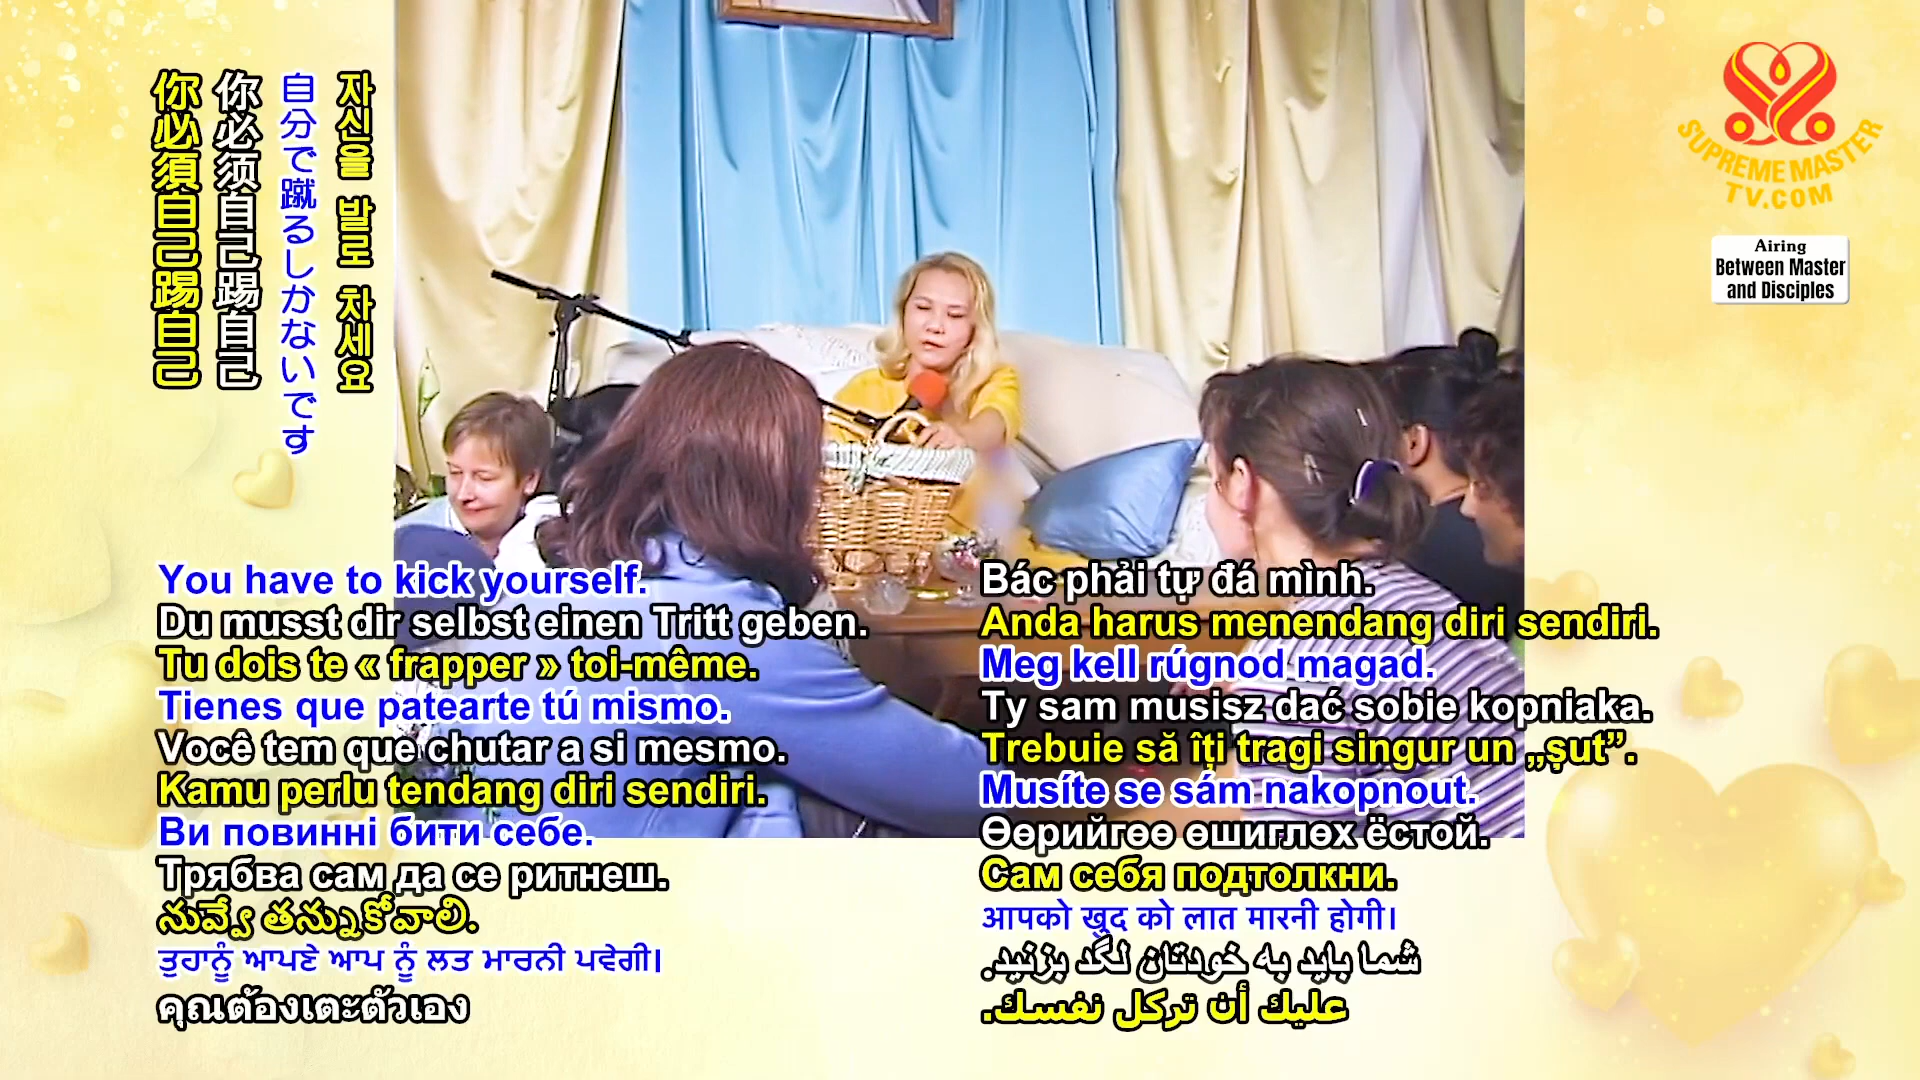 你必須自己踢自己
你必须自己踢自己
自分で蹴るしかないです
자신을 발로 차세요
SUPREME MASTER
TV.COM
Airing
Between Master
and Disciples
You have to kick yourself.
Du musst dir selbst einen Tritt geben.
Tu dois te « frapper » toi-même.
Tienes que patearte tú mismo.
Você tem que chutar a si mesmo.
Kamu perlu tendang diri sendiri.
Ви повинні бити себе.
Трябва сам да се ритнеш.
నువ్వే తన్నుకోవాలి.
ਤੁਹਾਨੂੰ ਆਪਣੇ ਆਪ ਨੂੰ ਲਤ ਮਾਰਨੀ ਪਵੇਗੀ।
คุณต้องเตะตัวเอง
Bác phải tự đá mình.
Anda harus menendang diri sendiri.
Meg kell rúgnod magad.
Ty sam musisz dać sobie kopniaka.
Trebuie să îți tragi singur un „șut”.
Musíte se sám nakopnout.
Өөрийгөө өшиглөх ёстой.
Сам себя подтолкни.
आपको खुद को लात मारनी होगी।
شما باید به خودتان لگد بزنید.
عليك أن تركل نفسك.